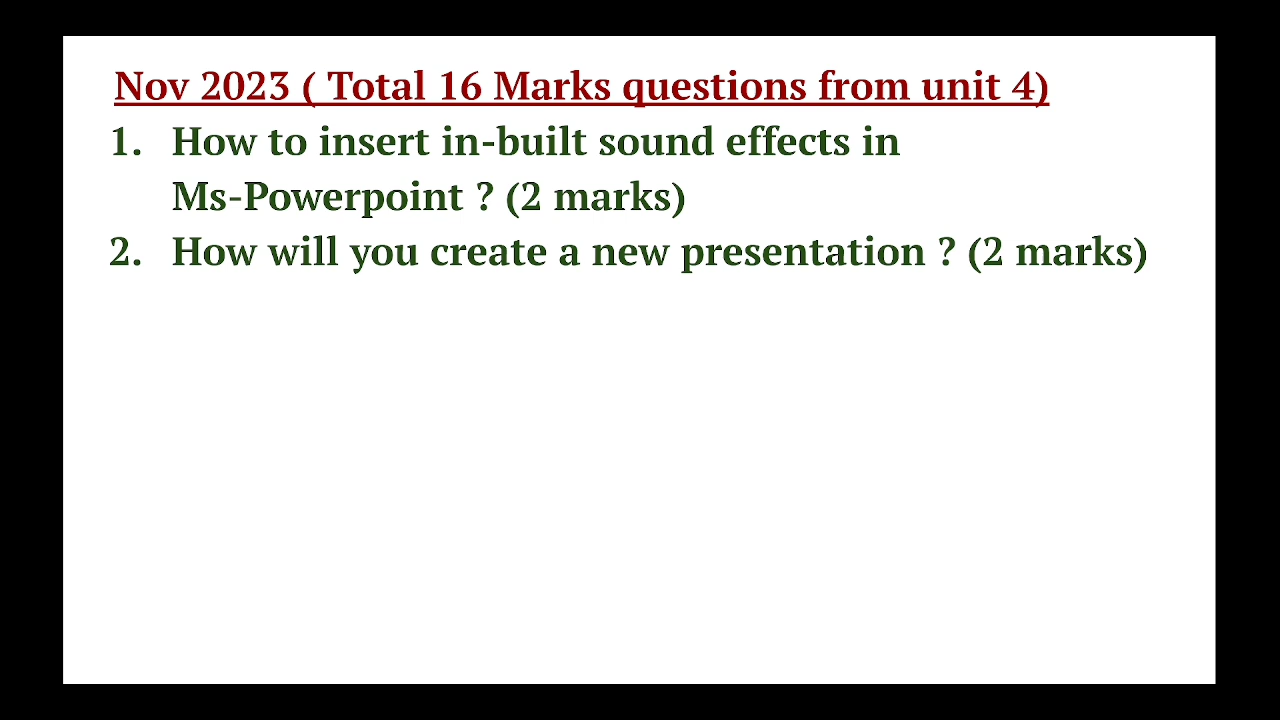 Nov 2023 ( Total 16 Marks questions from unit 4)
1. How to insert in-built sound effects in
Ms-Powerpoint ? (2 marks)
2. How will you create a new presentation ? (2 marks)